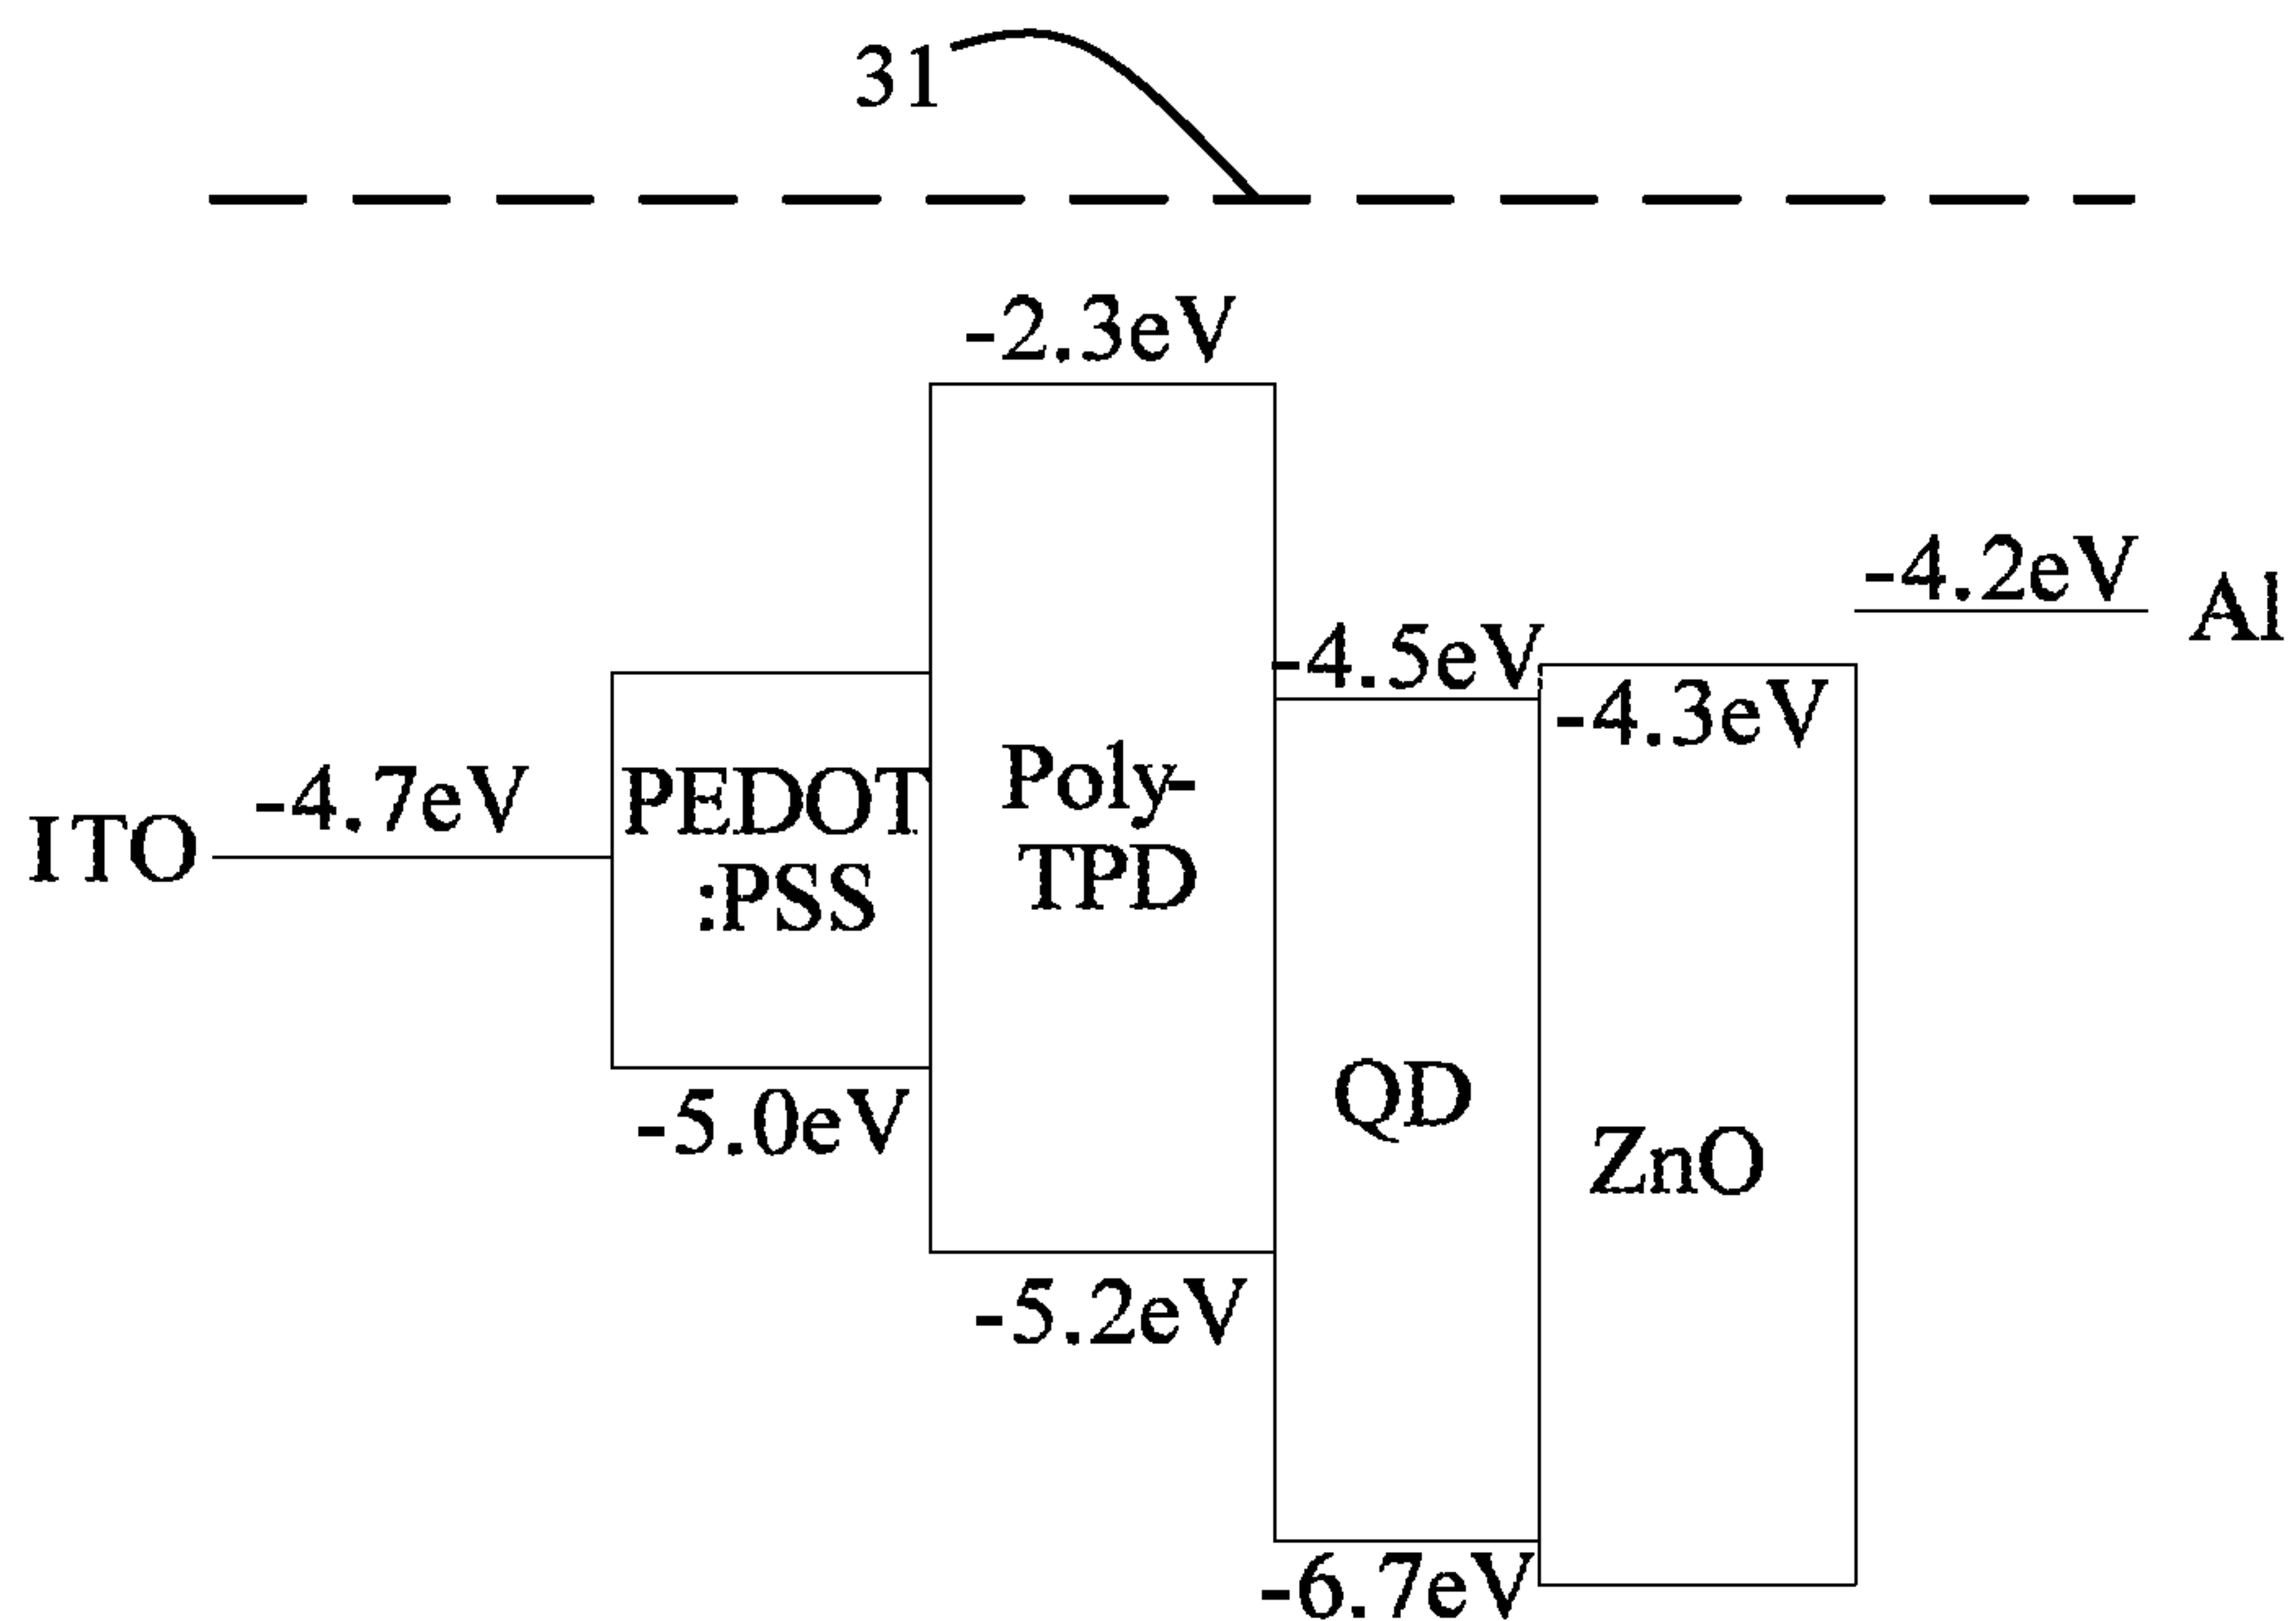 31
-2.3eV
-4.2eV
Al
-4.5eV
-4.3eV
ITO
-4.7eV
PEDOT
:PSS
Poly-
TPD
-5.0eV
QD
ZnO
-5.2eV
-6.7eV